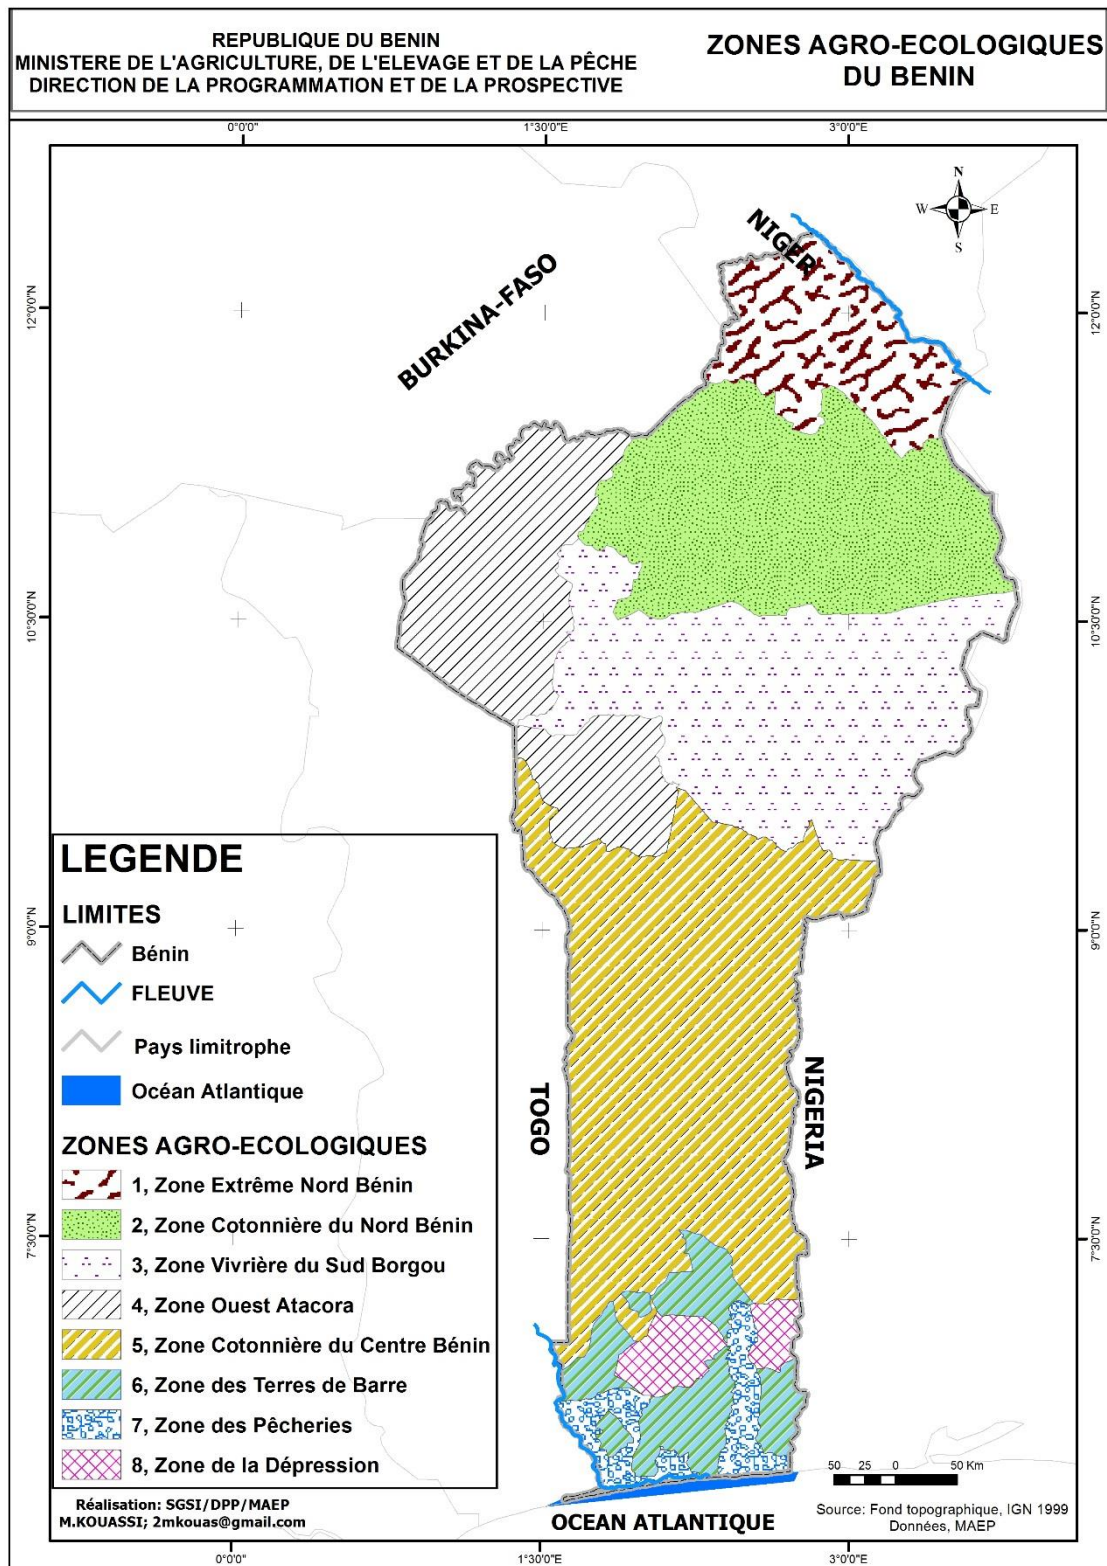 REPUBLIQUE DU BENIN
MINISTERE DE L'AGRICULTURE, DE L'ELEVAGE ET DE LA PÊCHE
DIRECTION DE LA PROGRAMMATION ET DE LA PROSPECTIVE
ZONES AGRO-ECOLOGIQUES
DU BENIN
0°0'0" 1°30'0"E 3°0'0"E
N
W E
S
NIGER
BURKINA-FASO
12°0'0"N 12°0'0"N
10°30'0"N 10°30'0"N
9°0'0"N 9°0'0"N
7°30'0"N 7°30'0"N
TOGO
NIGERIA
LEGENDE
LIMITES
Bénin
FLEUVE
Pays limitrophe
Océan Atlantique
ZONES AGRO-ECOLOGIQUES
1, Zone Extrême Nord Bénin
2, Zone Cotonnière du Nord Bénin
3, Zone Vivrière du Sud Borgou
4, Zone Ouest Atacora
5, Zone Cotonnière du Centre Bénin
6, Zone des Terres de Barre
7, Zone des Pêcheries
8, Zone de la Dépression
Réalisation: SGSI/DPP/MAEP
M.KOUASSI; 2mkouas@gmail.com
OCEAN ATLANTIQUE
50 25 0 50 Km
Source: Fond topographique, IGN 1999
Données, MAEP
0°0'0" 1°30'0"E 3°0'0"E